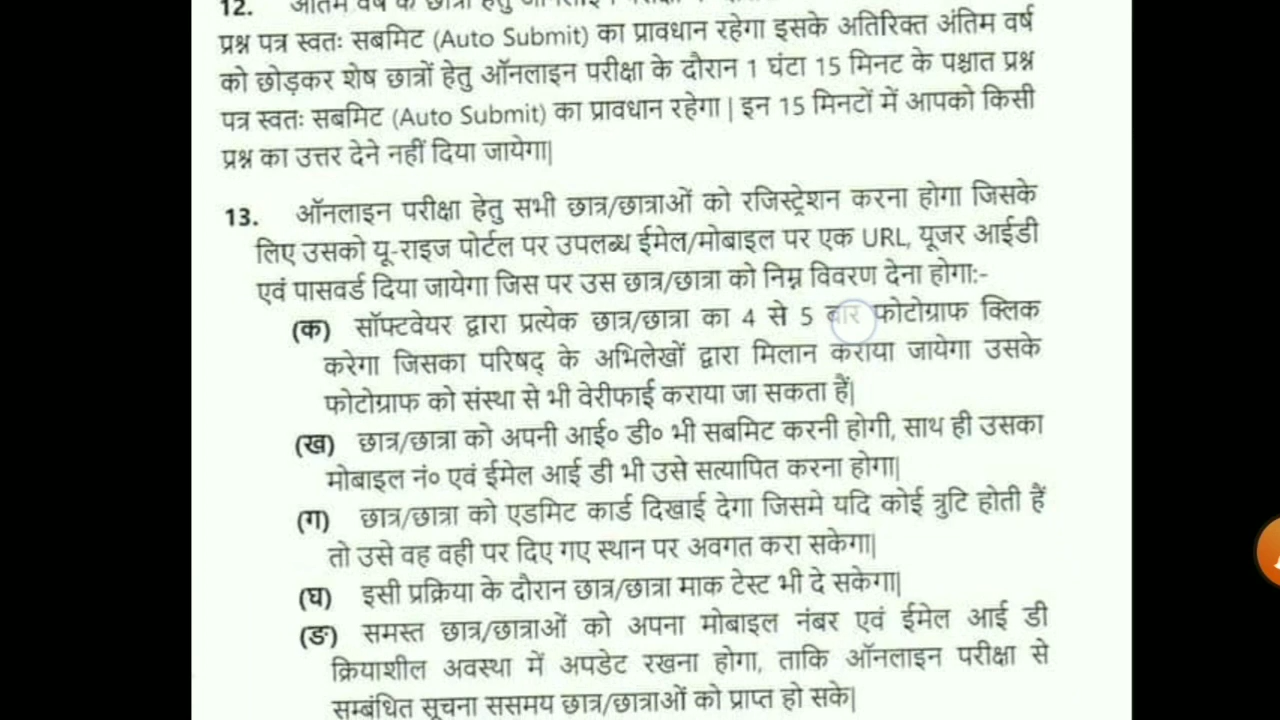 12. अंतिम वर्ष के छात्रों हेतु ऑनलाइन परीक्षा
प्रश्न पत्र स्वतः सबमिट (Auto Submit) का प्रावधान रहेगा इसके अतिरिक्त अंतिम वर्ष
को छोड़कर शेष छात्रों हेतु ऑनलाइन परीक्षा के दौरान 1 घंटा 15 मिनट के पश्चात प्रश्न
पत्र स्वतः सबमिट (Auto Submit) का प्रावधान रहेगा| इन 15 मिनटों में आपको किसी
प्रश्न का उत्तर देने नहीं दिया जायेगा|
13. ऑनलाइन परीक्षा हेतु सभी छात्र/छात्राओं को रजिस्ट्रेशन करना होगा जिसके
लिए उसको यू-राइज पोर्टल पर उपलब्ध ईमेल/मोबाइल पर एक URL, यूजर आईडी
एवं पासवर्ड दिया जायेगा जिस पर उस छात्र/छात्रा को निम्न विवरण देना होगा:-
(क) सॉफ्टवेयर द्वारा प्रत्येक छात्र/छात्रा का 4 से 5 बार फोटोग्राफ क्लिक
करेगा जिसका परिषद् के अभिलेखों द्वारा मिलान कराया जायेगा उसके
फोटोग्राफ को संस्था से भी वेरीफाई कराया जा सकता हैं|
(ख) छात्र/छात्रा को अपनी आई० डी० भी सबमिट करनी होगी, साथ ही उसका
मोबाइल नं० एवं ईमेल आई डी भी उसे सत्यापित करना होगा|
(ग) छात्र/छात्रा को एडमिट कार्ड दिखाई देगा जिसमे यदि कोई त्रुटि होती हैं
तो उसे वह वही पर दिए गए स्थान पर अवगत करा सकेगा|
(घ) इसी प्रक्रिया के दौरान छात्र/छात्रा माक टेस्ट भी दे सकेगा|
(ङ) समस्त छात्र/छात्राओं को अपना मोबाइल नंबर एवं ईमेल आई डी
क्रियाशील अवस्था में अपडेट रखना होगा, ताकि ऑनलाइन परीक्षा से
सम्बंधित सूचना ससमय छात्र/छात्राओं को प्राप्त हो सके|